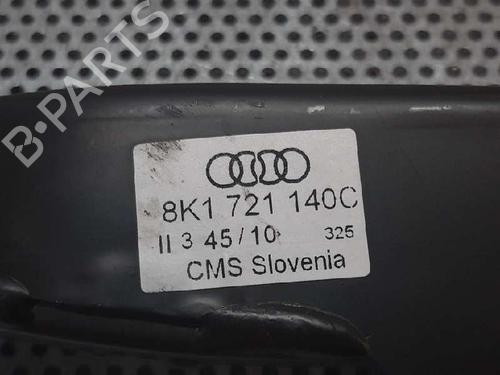 B-PARTS
8K1 721 140C
II 3 45/10 325
CMS Slovenia